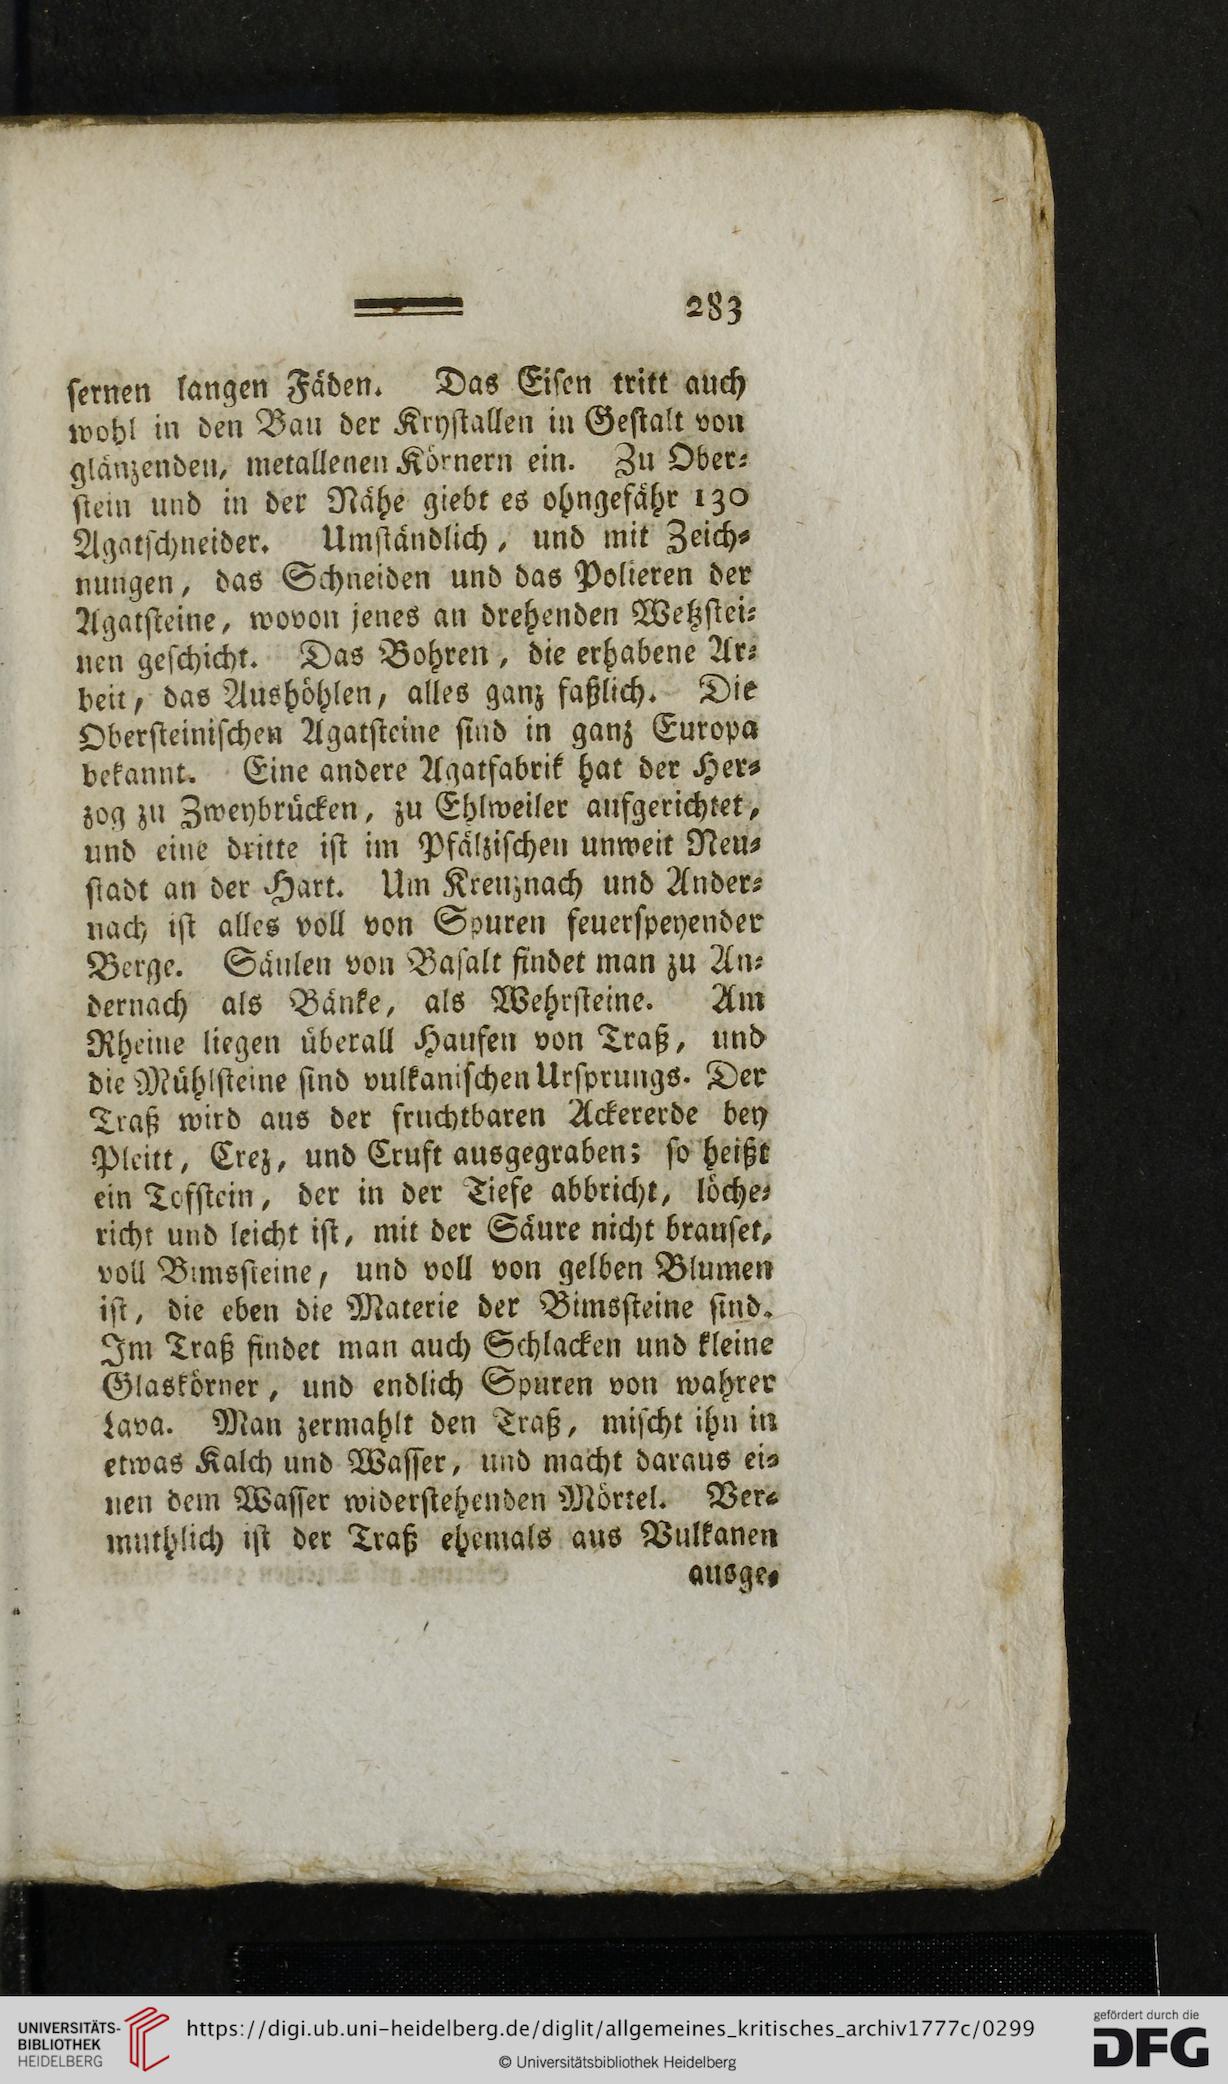 283
sernen langen Fäden. Das Eisen tritt auch
wohl in den Bau der Krystallen in Gestalt von
glänzenden, metallenen Körnern ein. Zu Ober-
stein und in der Nähe giebt es ohngefähr 130
Agatschneider. Umständlich, und mit Zeich-
nungen, das Schneiden und das Polieren der
Agatsteine, wovon jenes an drehenden Wetzstei-
nen geschicht. Das Bohren, die erhabene Ar-
beit, das Aushöhlen, alles ganz faßlich. Die
Obersteinischen Agatsteine sind in ganz Europa
bekannt. Eine andere Agatfabrik hat der Her-
zog zu Zweybrücken, zu Ehlweiler aufgerichtet,
und eine dritte ist im Pfälzischen unweit Neu-
stadt an der Hart. Um Kreuznach und Ander-
nach ist alles voll von Spuren feuerspeyender
Berge. Säulen von Basalt findet man zu An-
dernach als Bänke, als Wehrsteine. Am
Rheine liegen überall Haufen von Traß, und
die Mühlsteine sind vulkanischen Ursprungs. Der
Traß wird aus der fruchtbaren Ackererde bey
Pleitt, Crez, und Cruft ausgegraben; so heißt
ein Tofstein, der in der Tiefe abbricht, löche-
richt und leicht ist, mit der Säure nicht brauset,
voll Bimssteine, und voll von gelben Blumen
ist, die eben die Materie der Bimssteine sind.
Im Traß findet man auch Schlacken und kleine
Glaskörner, und endlich Spuren von wahrer
Lava. Man zermahlt den Traß, mischt ihn in
etwas Kalch und Wasser, und macht daraus ei-
nen dem Wasser widerstehenden Mörtel. Ver-
muthlich ist der Traß ehemals aus Vulkanen
ausge-
UNIVERSITÄTS-
BIBLIOTHEK
HEIDELBERG
https://digi.ub.uni-heidelberg.de/diglit/allgemeines_kritisches_archiv1777c/0299
© Universitätsbibliothek Heidelberg
gefördert durch die
DFG